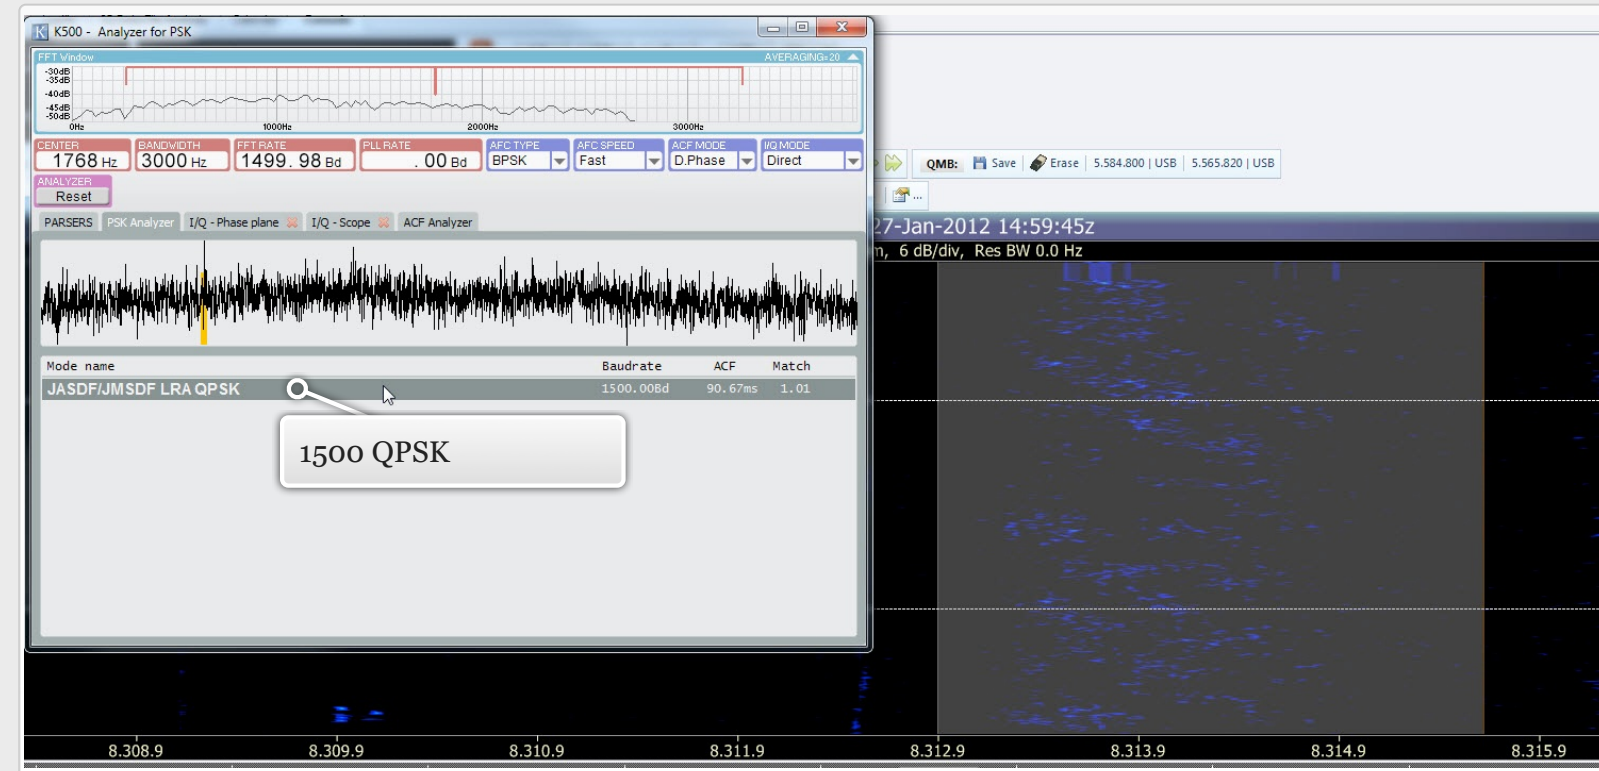 K500 - Analyzer for PSK
FFT Window AVERAGING=20
-30dB
-35dB
-40dB
-45dB
-50dB
0Hz 1000Hz 2000Hz 3000Hz
CENTER BANDWIDTH FFT RATE PLL RATE AFC TYPE AFC SPEED ACF MODE I/Q MODE
1768 Hz 3000 Hz 1499.98 Bd .00 Bd BPSK Fast D.Phase Direct
ANALYZER
Reset
PARSERS PSK Analyzer I/Q - Phase plane I/Q - Scope ACF Analyzer
Mode name Baudrate ACF Match
JASDF/JMSDF LRA QPSK 1500.00Bd 90.67ms 1.01
1500 QPSK
QMB: Save Erase 5.584.800 | USB 5.565.820 | USB
...
27-Jan-2012 14:59:45z
m, 6 dB/div, Res BW 0.0 Hz
8.308.9 8.309.9 8.310.9 8.311.9 8.312.9 8.313.9 8.314.9 8.315.9